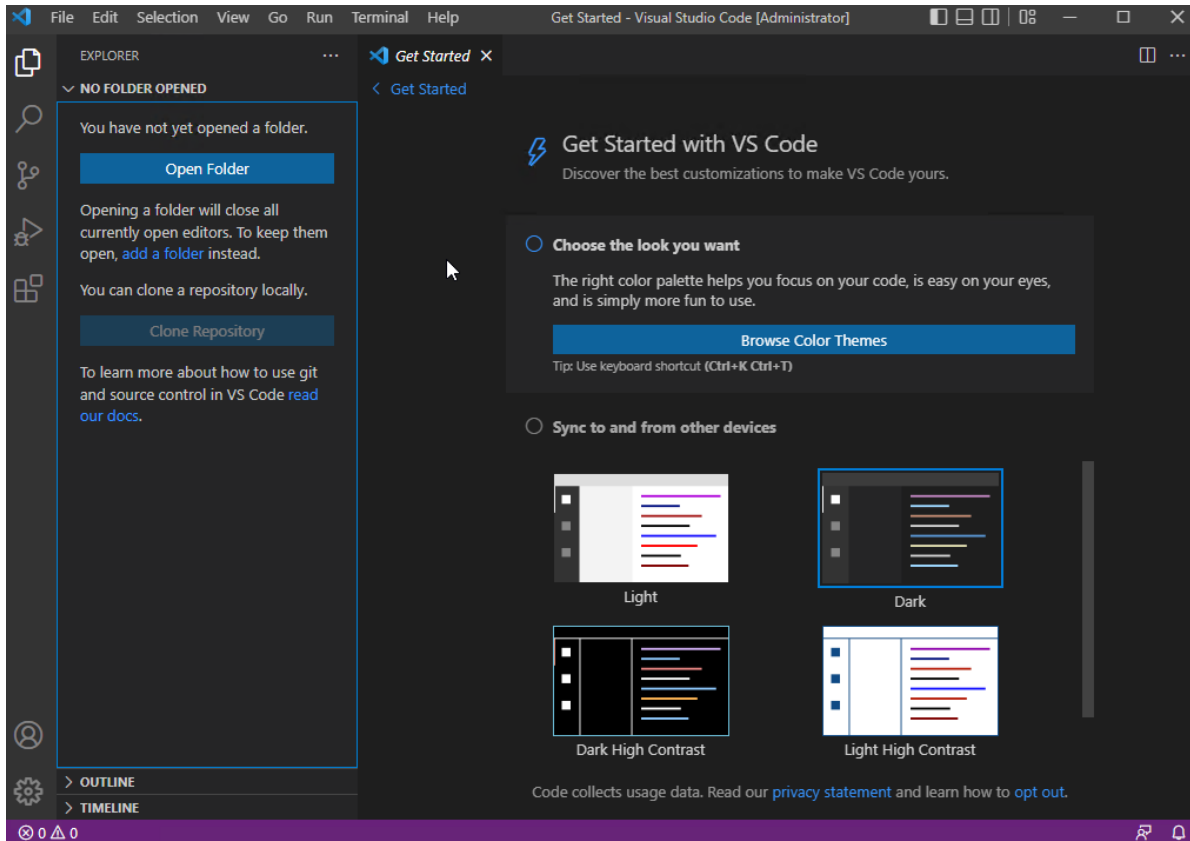 File Edit Selection View Go Run Terminal Help
Get Started - Visual Studio Code [Administrator]
EXPLORER
NO FOLDER OPENED
You have not yet opened a folder.
Open Folder
Opening a folder will close all
currently open editors. To keep them
open, add a folder instead.
You can clone a repository locally.
Clone Repository
To learn more about how to use git
and source control in VS Code read
our docs.
OUTLINE
TIMELINE
Get Started
Get Started
Get Started with VS Code
Discover the best customizations to make VS Code yours.
Choose the look you want
The right color palette helps you focus on your code, is easy on your eyes,
and is simply more fun to use.
Browse Color Themes
Tip: Use keyboard shortcut (Ctrl+K Ctrl+T)
Sync to and from other devices
Light
Dark
Dark High Contrast
Light High Contrast
Code collects usage data. Read our privacy statement and learn how to opt out.
0 0